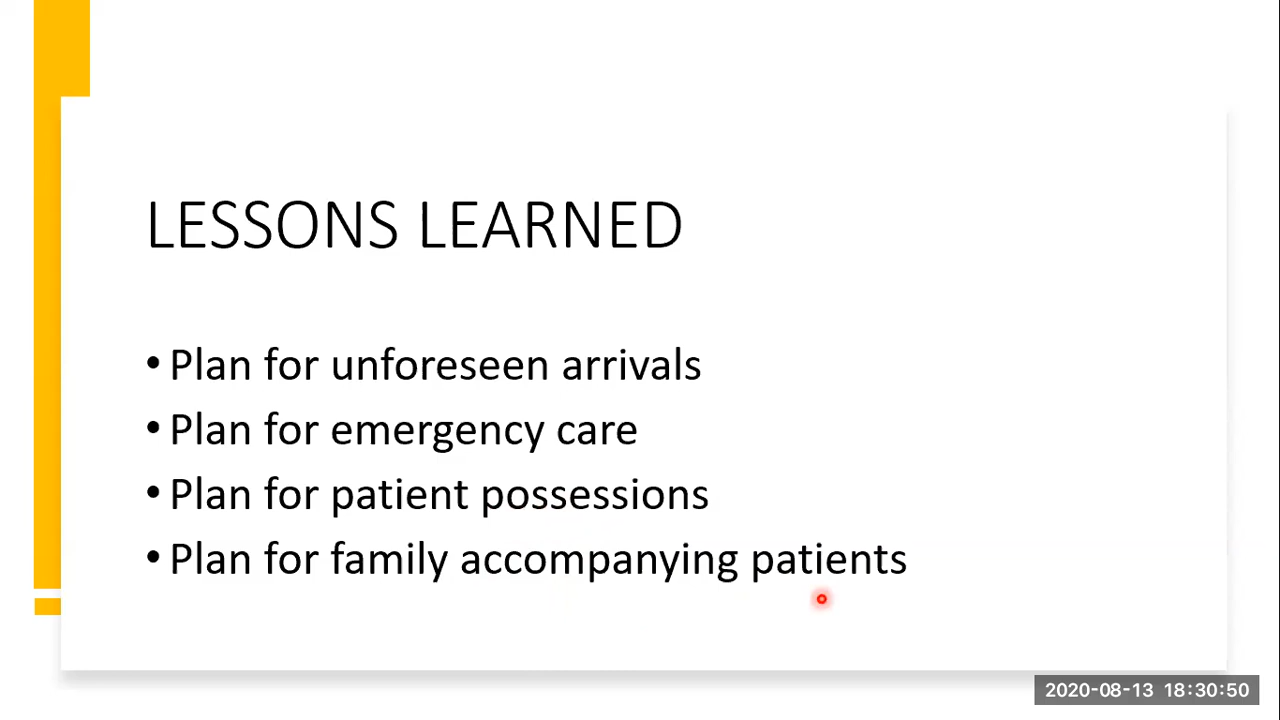 LESSONS LEARNED
• Plan for unforeseen arrivals
• Plan for emergency care
• Plan for patient possessions
• Plan for family accompanying patients
2020-08-13 18:30:50